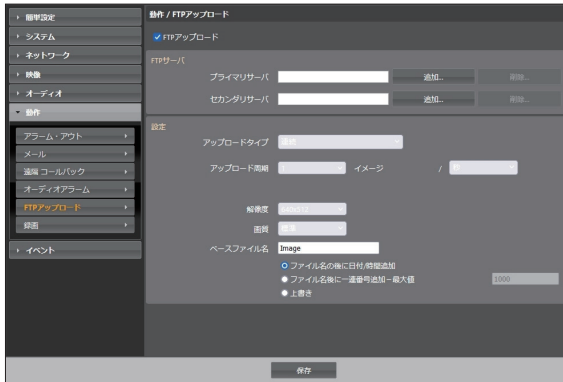 簡単設定
システム
ネットワーク
映像
オーディオ
動作
アラーム・アウト
メール
遠隔 コールバック
オーディオアラーム
FTPアップロード
録画
イベント
動作 / FTPアップロード
FTPアップロード
FTPサーバ
プライマリサーバ 追加... 削除...
セカンダリサーバ 追加... 削除...
設定
アップロードタイプ 連続
アップロード周期 1 イメージ / 秒
解像度
画質 標準
ベースファイル名 Image
ファイル名の後に日付/時間追加
ファイル名後に一連番号追加－最大値 1000
上書き
保存